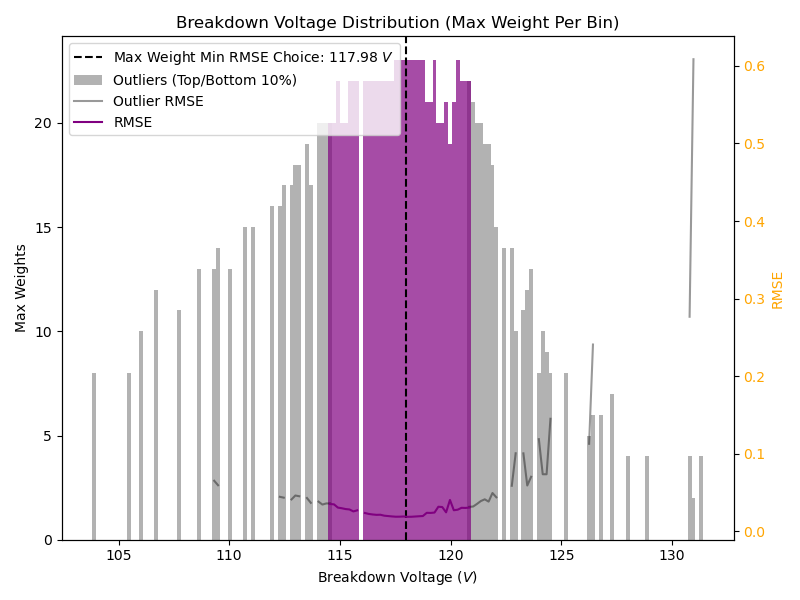 Breakdown Voltage Distribution (Max Weight Per Bin)
Max Weight Min RMSE Choice: 117.98 V
Outliers (Top/Bottom 10%)
Outlier RMSE
RMSE
Max Weights
20
15
10
5
0
0.6
0.5
0.4
0.3
0.2
0.1
0.0
RMSE
105 110 115 120 125 130
Breakdown Voltage (V)